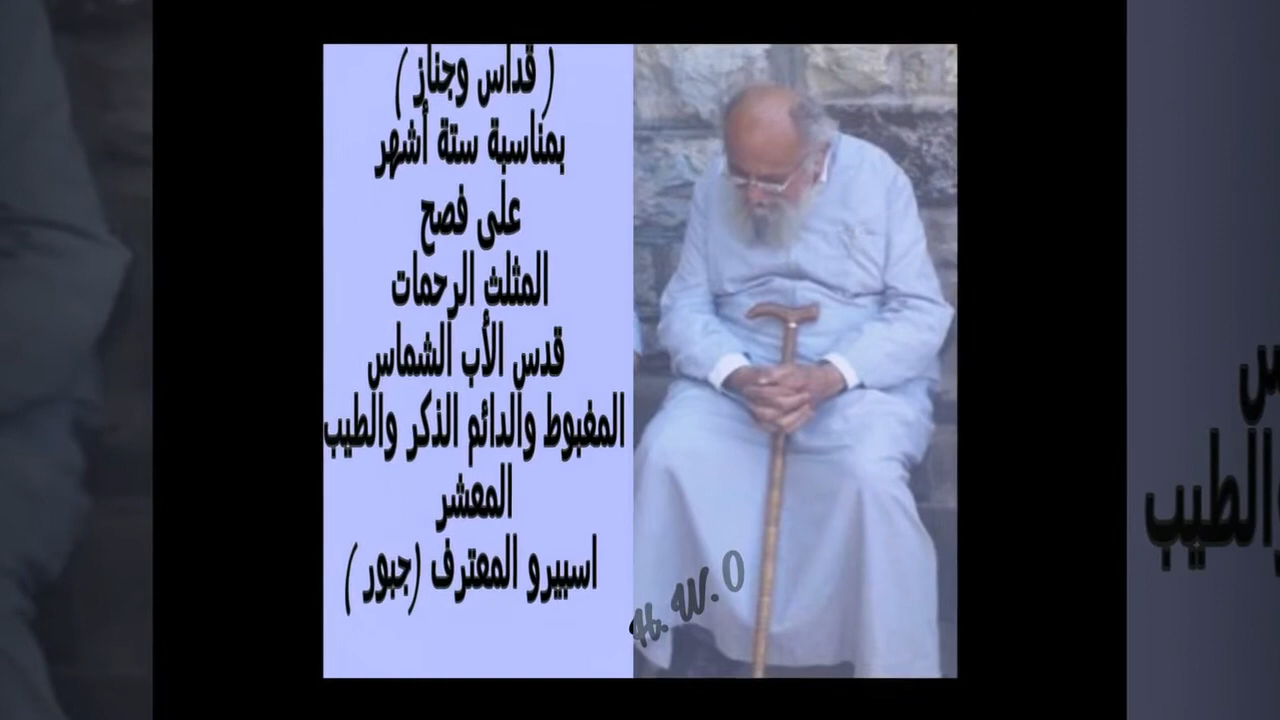 ( قداس وجناز )
بمناسبة ستة أشهر
على فصح
المثلث الرحمات
قدس الأب الشماس
المغبوط والدائم الذكر والطيب
المعشر
اسبيرو المعترف (جبور )
H. W. O